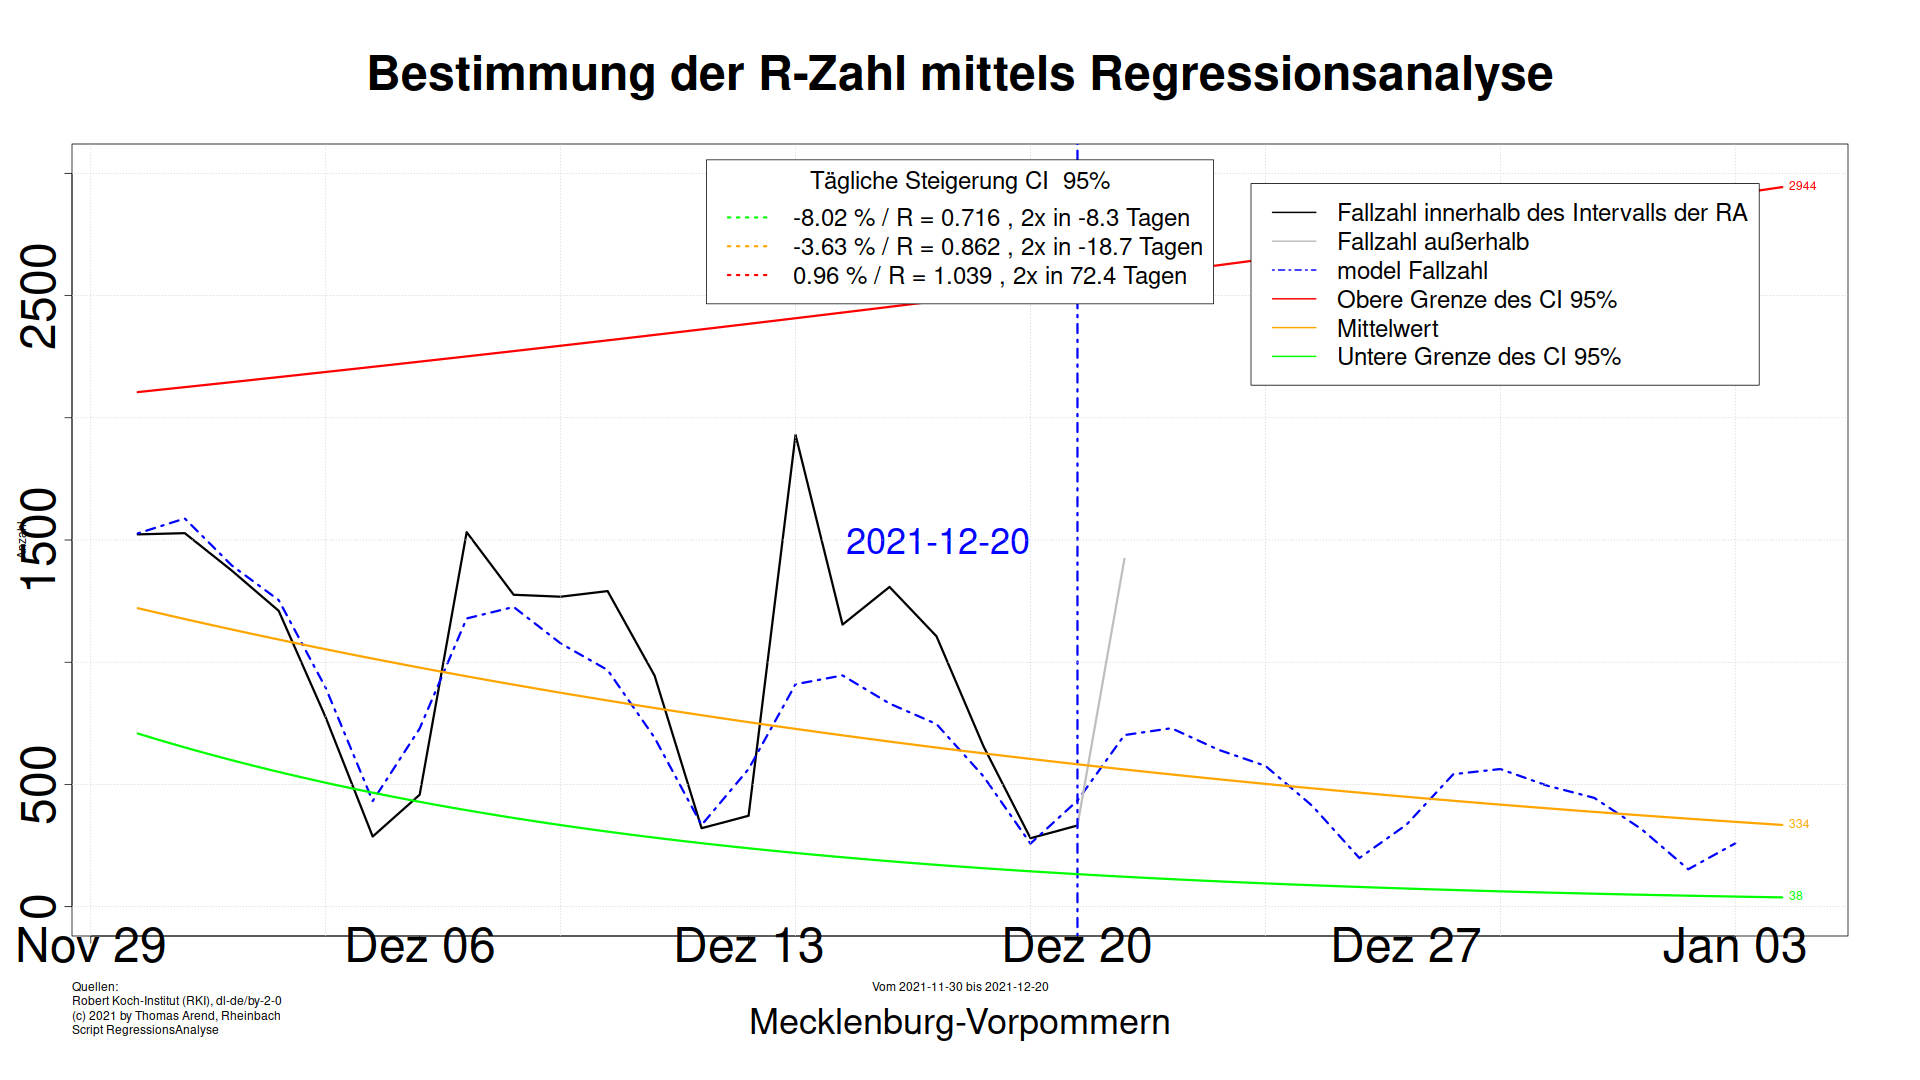 Bestimmung der R-Zahl mittels Regressionsanalyse
Tägliche Steigerung CI 95%
-8.02 % / R = 0.716 , 2x in -8.3 Tagen
-3.63 % / R = 0.862 , 2x in -18.7 Tagen
0.96 % / R = 1.039 , 2x in 72.4 Tagen
Fallzahl innerhalb des Intervalls der RA
Fallzahl außerhalb
model Fallzahl
Obere Grenze des CI 95%
Mittelwert
Untere Grenze des CI 95%
2944
2500
1500
500
0
Anzahl
2021-12-20
334
38
Nov 29
Dez 06
Dez 13
Dez 20
Dez 27
Jan 03
Quellen:
Robert Koch-Institut (RKI), dl-de/by-2-0
(c) 2021 by Thomas Arend, Rheinbach
Script RegressionsAnalyse
Vom 2021-11-30 bis 2021-12-20
Mecklenburg-Vorpommern